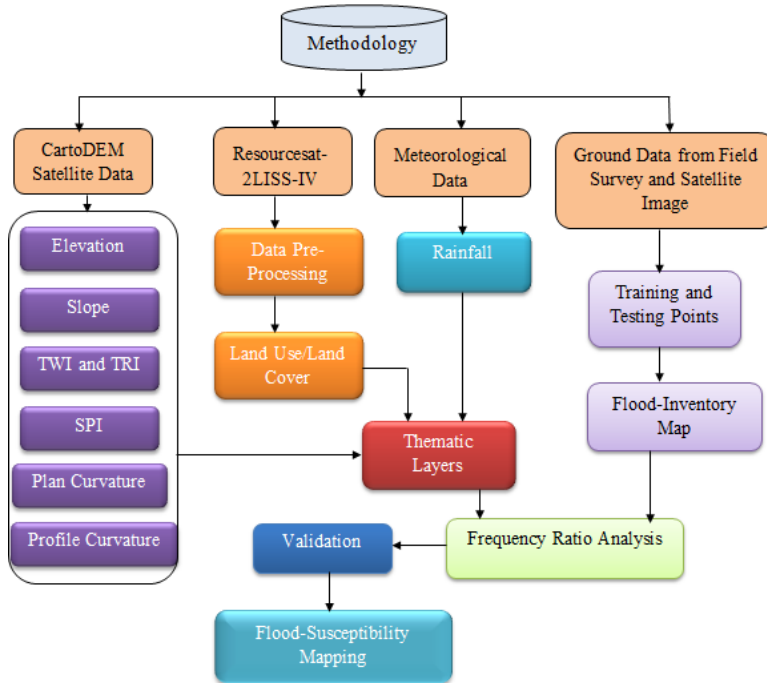 Methodology
CartoDEM
Satellite Data
Resourcesat-
2LISS-IV
Meteorological
Data
Ground Data from Field
Survey and Satellite
Image
Elevation
Slope
TWI and TRI
SPI
Plan Curvature
Profile Curvature
Data Pre-
Processing
Land Use/Land
Cover
Rainfall
Training and
Testing Points
Flood-Inventory
Map
Thematic
Layers
Frequency Ratio Analysis
Validation
Flood-Susceptibility
Mapping